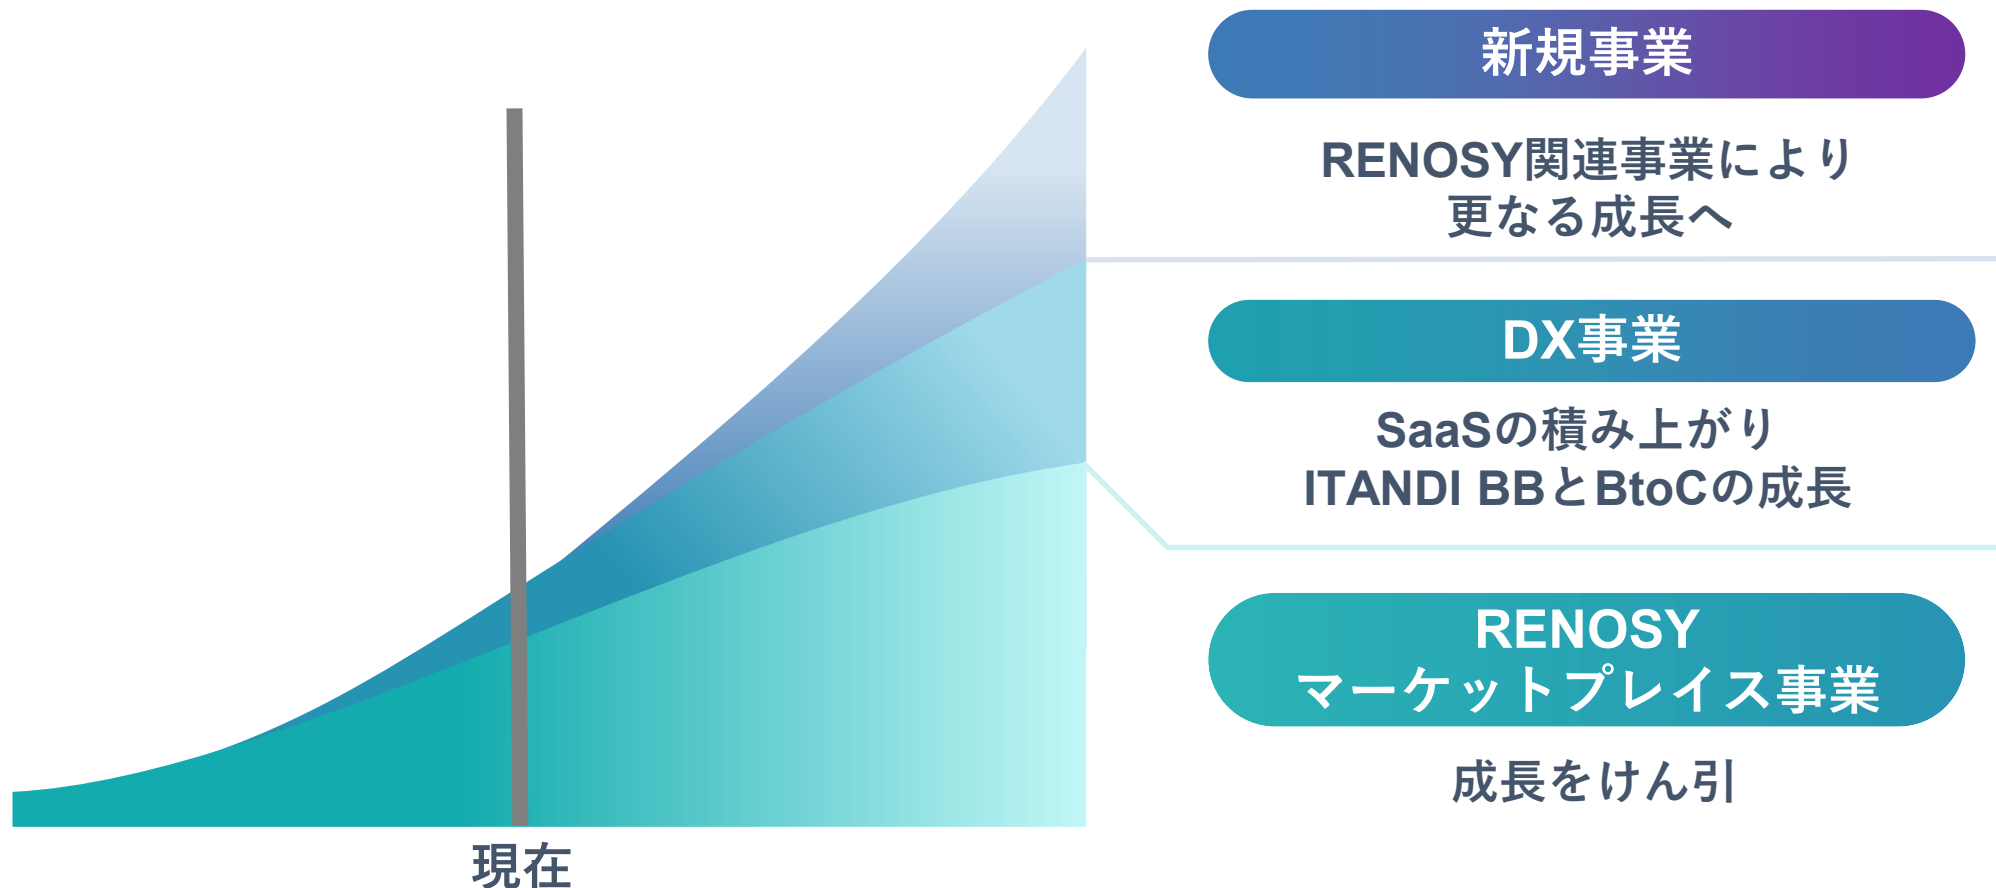 新規事業
RENOSY関連事業により
更なる成長へ
DX事業
SaaSの積み上がり
ITANDI BBとBtoCの成長
RENOSY
マーケットプレイス事業
成長をけん引
現在